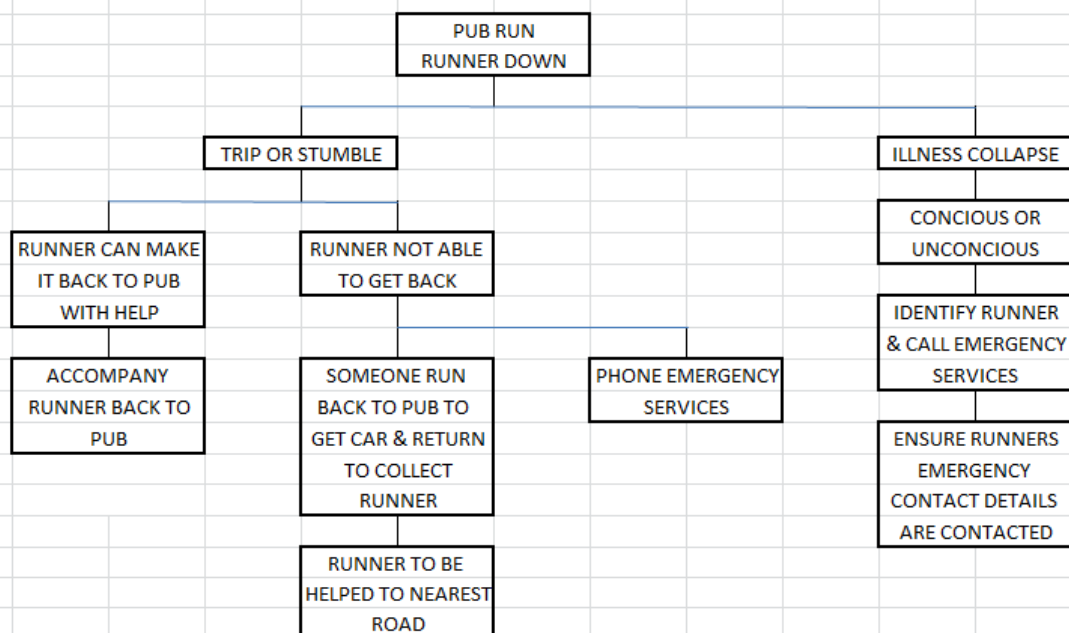 PUB RUN
RUNNER DOWN
TRIP OR STUMBLE
ILLNESS COLLAPSE
RUNNER CAN MAKE
IT BACK TO PUB
WITH HELP
RUNNER NOT ABLE
TO GET BACK
CONCIOUS OR
UNCONCIOUS
IDENTIFY RUNNER
& CALL EMERGENCY
SERVICES
ACCOMPANY
RUNNER BACK TO
PUB
SOMEONE RUN
BACK TO PUB TO
GET CAR & RETURN
TO COLLECT
RUNNER
PHONE EMERGENCY
SERVICES
ENSURE RUNNERS
EMERGENCY
CONTACT DETAILS
ARE CONTACTED
RUNNER TO BE
HELPED TO NEAREST
ROAD